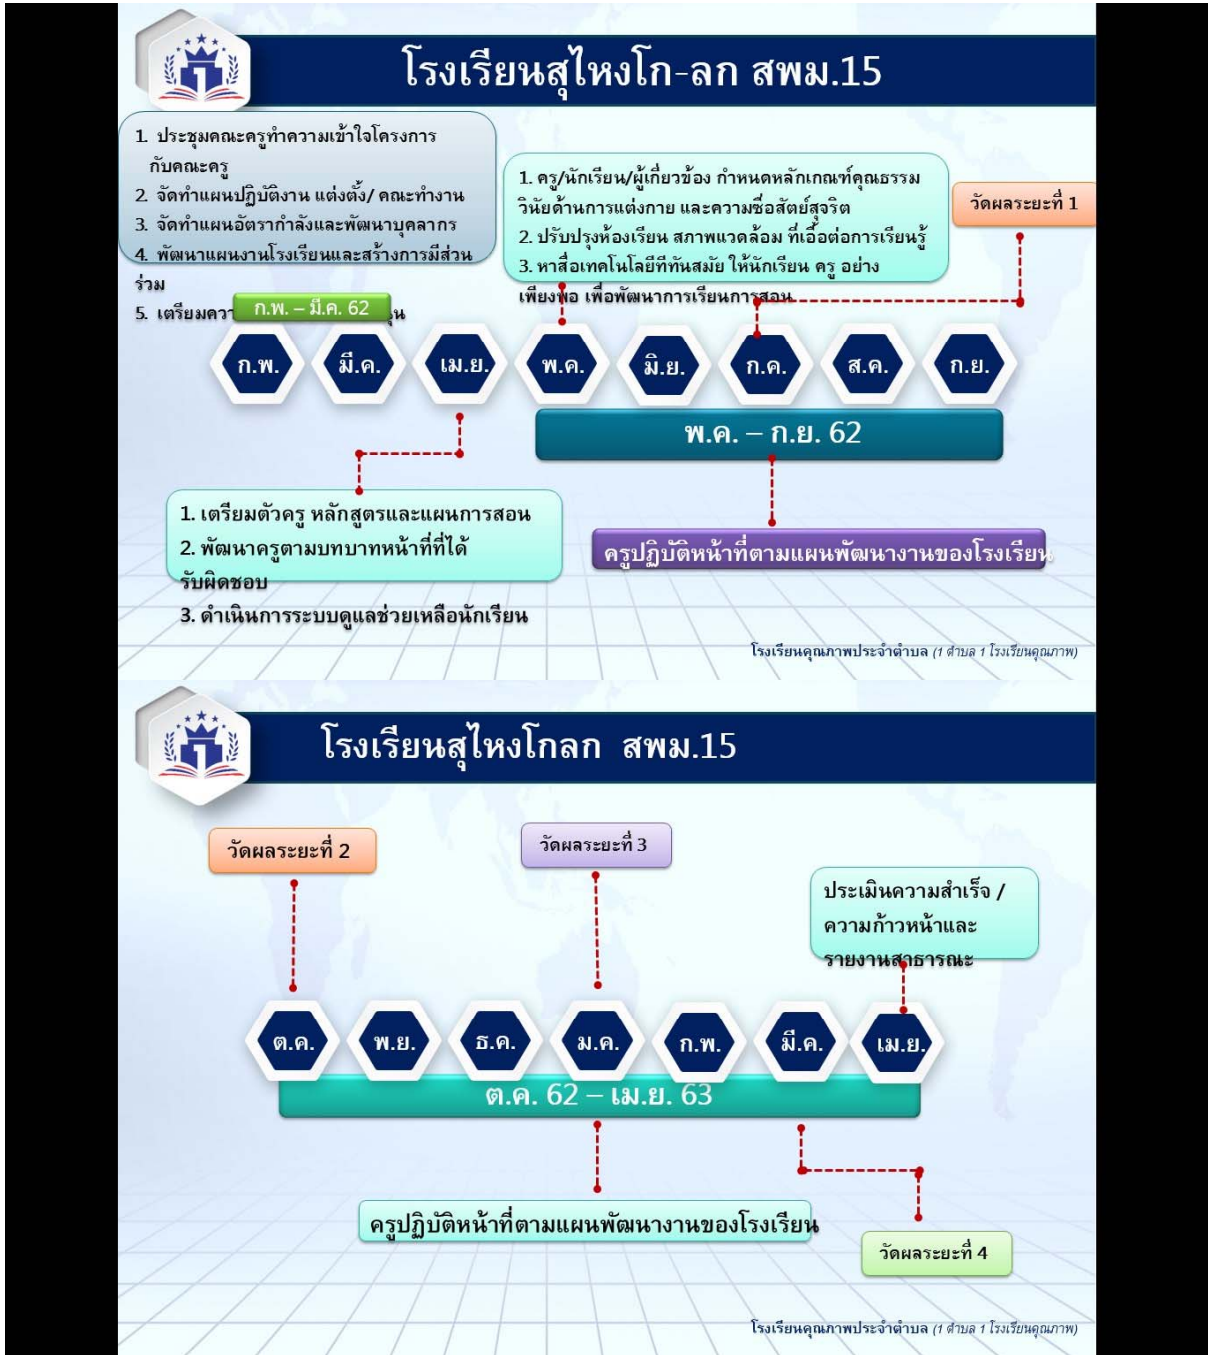 โรงเรียนสุไหงโก-ลก สพม.15
1. ประชุมคณะครูทำความเข้าใจโครงการ
กับคณะครู
2. จัดทำแผนปฏิบัติงาน แต่งตั้ง/ คณะทำงาน
3. จัดทำแผนอัตรากำลังและพัฒนาบุคลากร
4. พัฒนาแผนงานโรงเรียนและสร้างการมีส่วน
ร่วม
5. เตรียมควา
ก.พ. – มี.ค. 62
1. ครู/นักเรียน/ผู้เกี่ยวข้อง กำหนดหลักเกณฑ์คุณธรรม
วินัยด้านการแต่งกาย และความซื่อสัตย์สุจริต
2. ปรับปรุงห้องเรียน สภาพแวดล้อม ที่เอื้อต่อการเรียนรู้
3. หาสื่อเทคโนโลยีที่ทันสมัย ให้นักเรียน ครู อย่าง
เพียงพอ เพื่อพัฒนาการเรียนการสอน
วัดผลระยะที่ 1
ก.พ. มี.ค. เม.ย. พ.ค. มิ.ย. ก.ค. ส.ค. ก.ย.
พ.ค. – ก.ย. 62
1. เตรียมตัวครู หลักสูตรและแผนการสอน
2. พัฒนาครูตามบทบาทหน้าที่ที่ได้
รับผิดชอบ
3. ดำเนินการระบบดูแลช่วยเหลือนักเรียน
ครูปฏิบัติหน้าที่ตามแผนพัฒนางานของโรงเรียน
โรงเรียนคุณภาพประจำตำบล (1 ตำบล 1 โรงเรียนคุณภาพ)
โรงเรียนสุไหงโกลก สพม.15
วัดผลระยะที่ 2
วัดผลระยะที่ 3
ประเมินความสำเร็จ /
ความก้าวหน้าและ
รายงานสาธารณะ
ต.ค. พ.ย. ธ.ค. ม.ค. ก.พ. มี.ค. เม.ย.
ต.ค. 62 – เม.ย. 63
ครูปฏิบัติหน้าที่ตามแผนพัฒนางานของโรงเรียน
วัดผลระยะที่ 4
โรงเรียนคุณภาพประจำตำบล (1 ตำบล 1 โรงเรียนคุณภาพ)